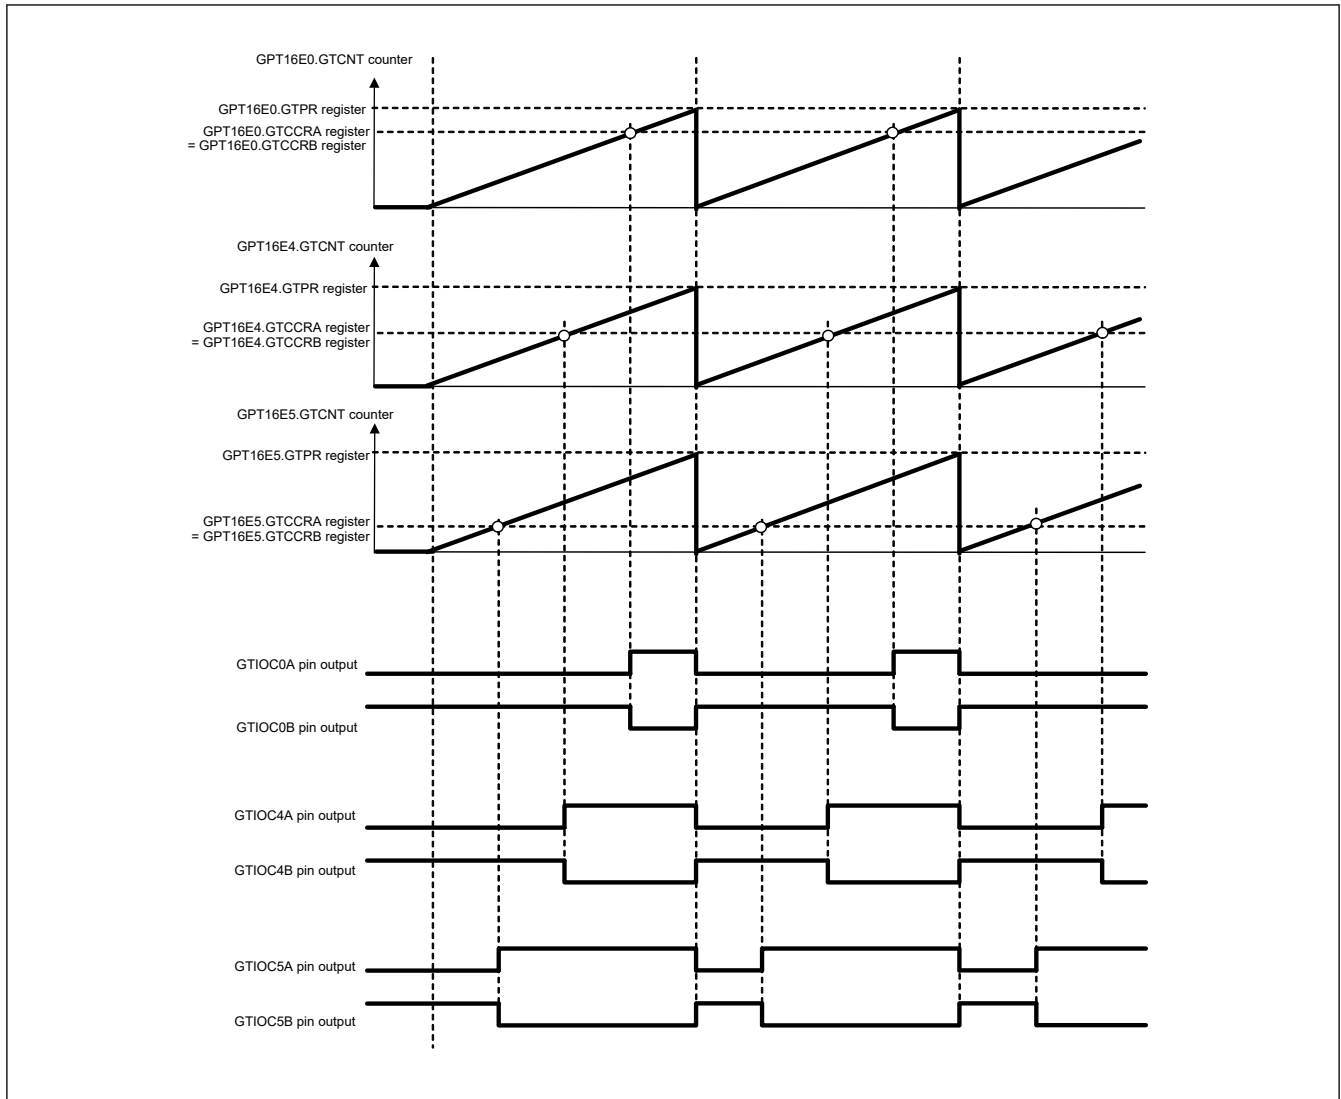 GPT16E0.GTCNT counter
GPT16E0.GTPR register
GPT16E0.GTCCRA register
= GPT16E0.GTCCRB register
GPT16E4.GTCNT counter
GPT16E4.GTPR register
GPT16E4.GTCCRA register
= GPT16E4.GTCCRB register
GPT16E5.GTCNT counter
GPT16E5.GTPR register
GPT16E5.GTCCRA register
= GPT16E5.GTCCRB register
GTIOC0A pin output
GTIOC0B pin output
GTIOC4A pin output
GTIOC4B pin output
GTIOC5A pin output
GTIOC5B pin output